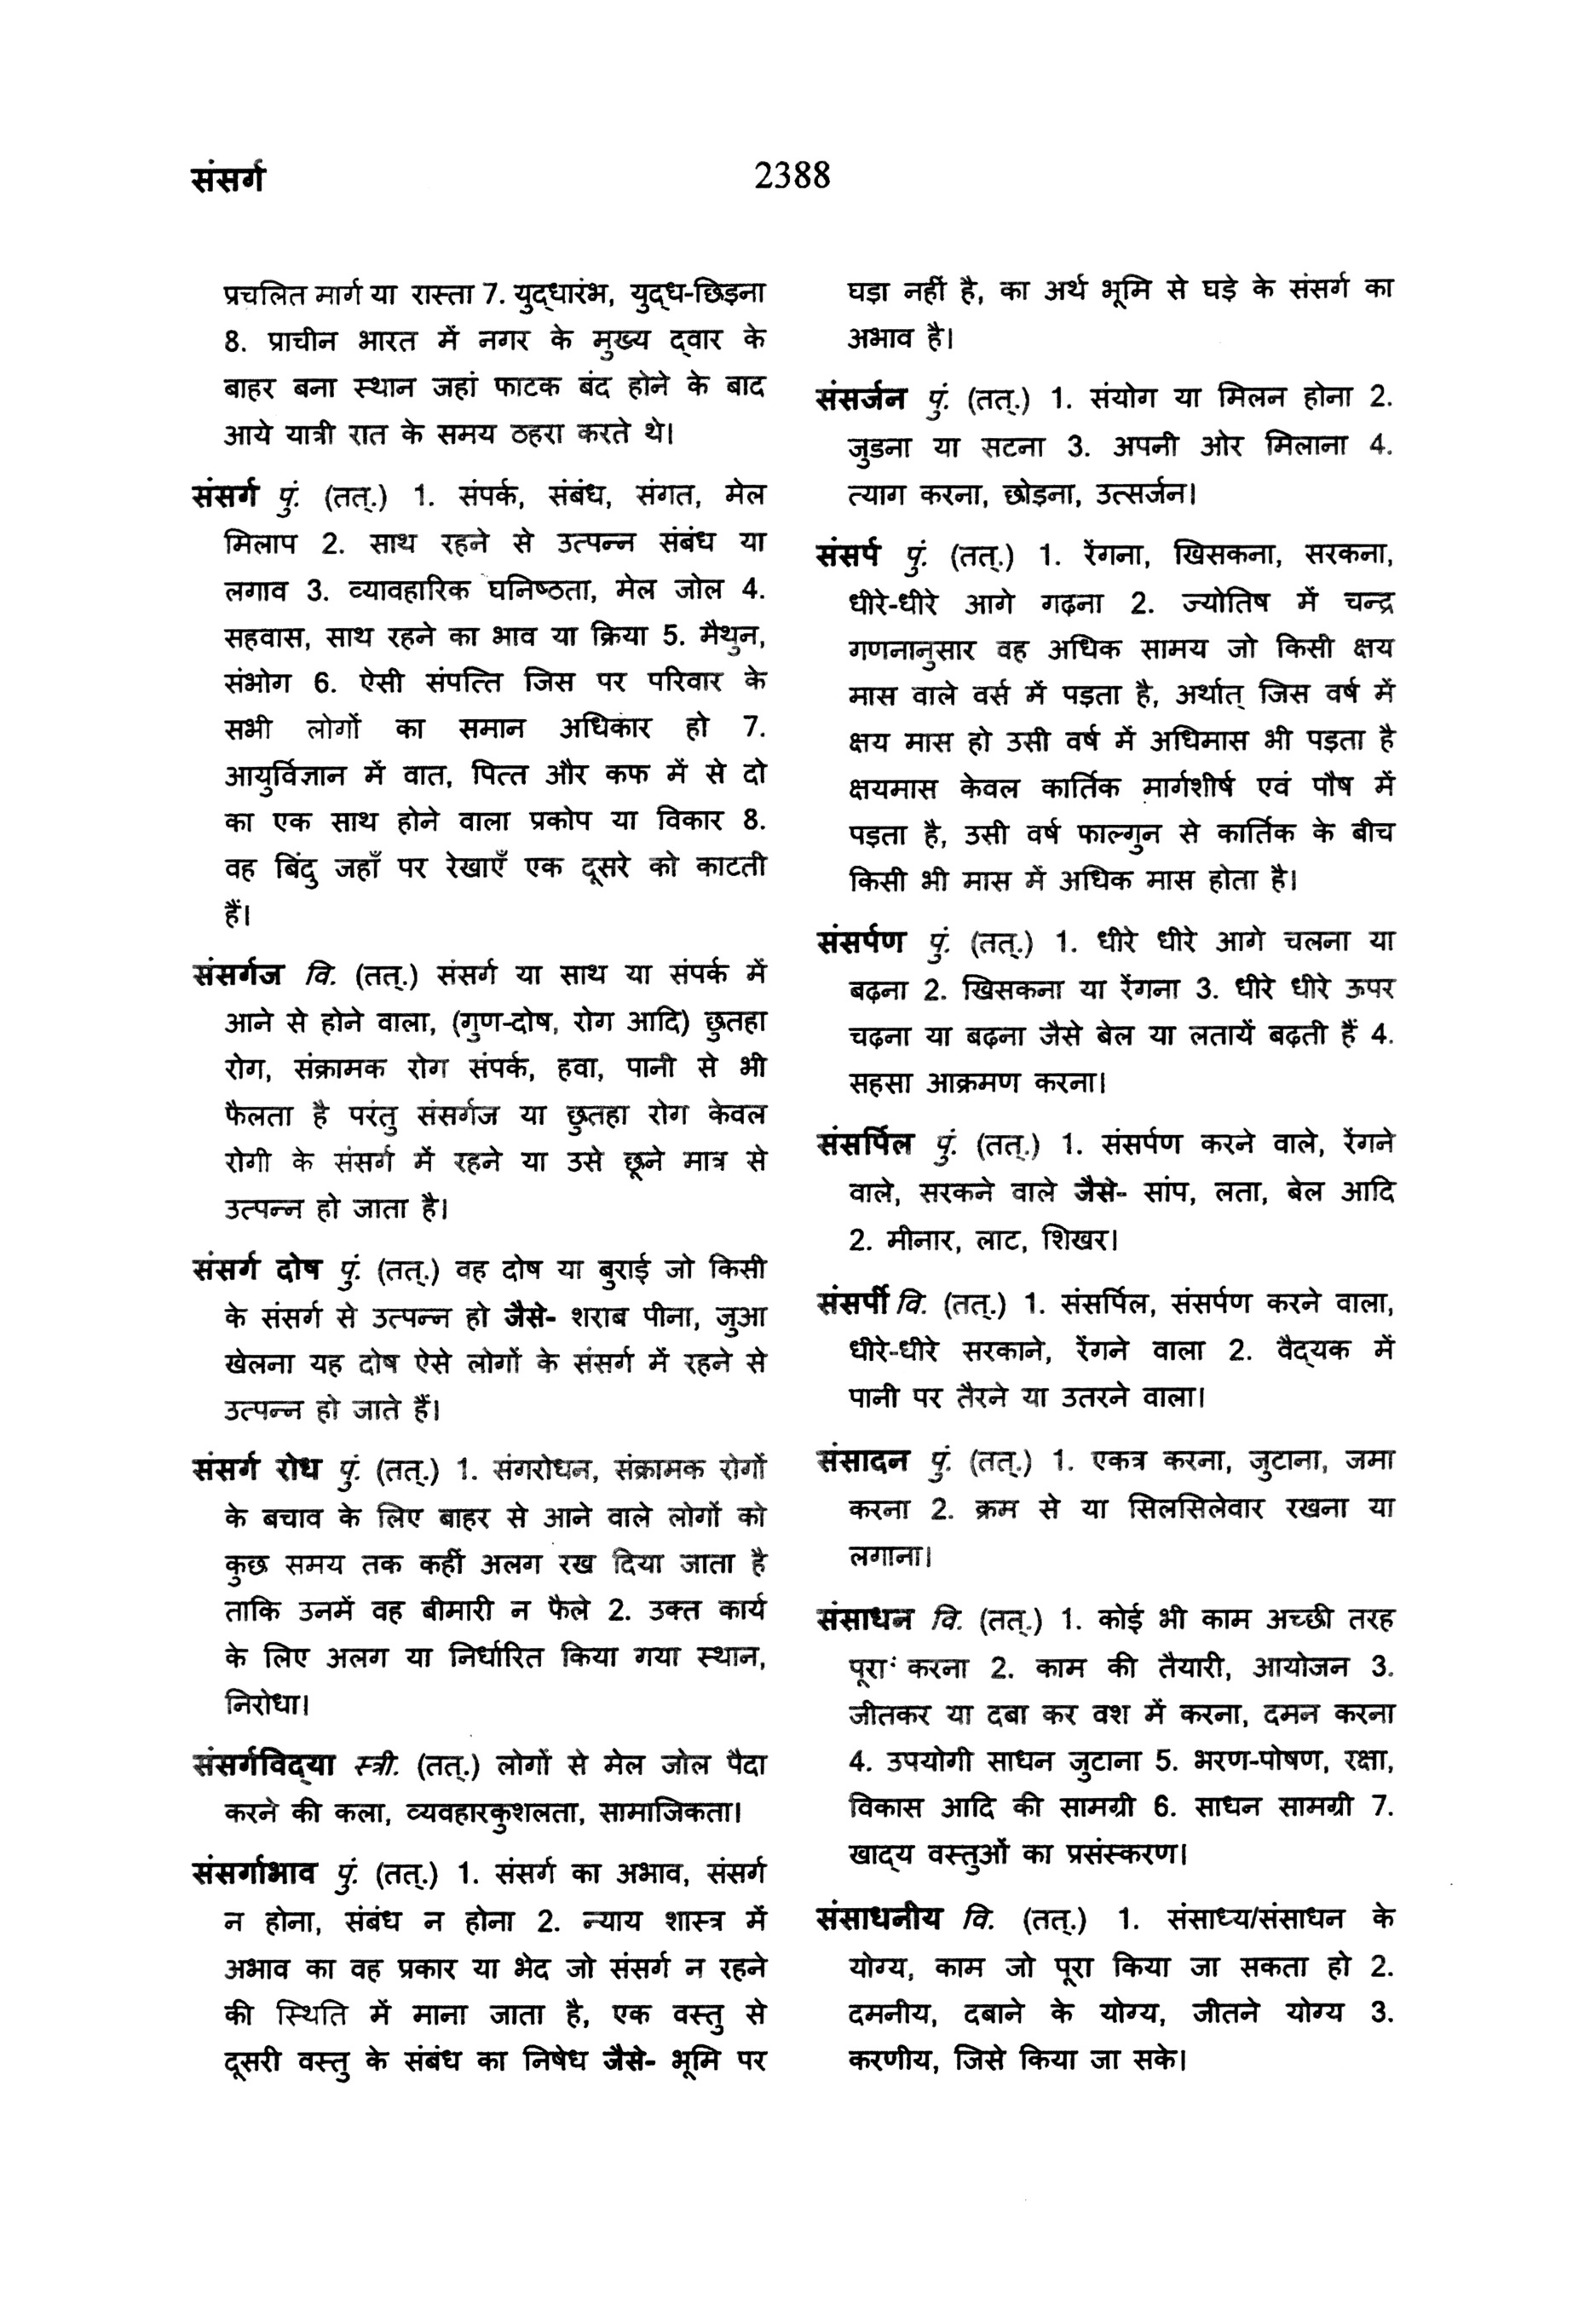 संसर्ग
2388
प्रचलित मार्ग या रास्ता 7. युद्धारंभ, युद्ध-छिड़ना
8. प्राचीन भारत में नगर के मुख्य द्वार के
बाहर बना स्थान जहां फाटक बंद होने के बाद
आये यात्री रात के समय ठहरा करते थे।
संसर्ग पुं. (तत्.) 1. संपर्क, संबंध, संगत, मेल
मिलाप 2. साथ रहने से उत्पन्न संबंध या
लगाव 3. व्यावहारिक घनिष्ठता, मेल जोल 4.
सहवास, साथ रहने का भाव या क्रिया 5. मैथुन,
संभोग 6. ऐसी संपत्ति जिस पर परिवार के
सभी लोगों का समान अधिकार हो 7.
आयुर्विज्ञान में वात, पित्त और कफ में से दो
का एक साथ होने वाला प्रकोप या विकार 8.
वह बिंदु जहाँ पर रेखाएँ एक दूसरे को काटती
हैं।
संसर्गज वि. (तत्.) संसर्ग या साथ या संपर्क में
आने से होने वाला, (गुण-दोष, रोग आदि) छुतहा
रोग, संक्रामक रोग संपर्क, हवा, पानी से भी
फैलता है परंतु संसर्गज या छुतहा रोग केवल
रोगी के संसर्ग में रहने या उसे छूने मात्र से
उत्पन्न हो जाता है।
संसर्ग दोष पुं. (तत्.) वह दोष या बुराई जो किसी
के संसर्ग से उत्पन्न हो जैसे- शराब पीना, जुआ
खेलना यह दोष ऐसे लोगों के संसर्ग में रहने से
उत्पन्न हो जाते हैं।
संसर्ग रोध पुं. (तत्.) 1. संगरोधन, संक्रामक रोगों
के बचाव के लिए बाहर से आने वाले लोगों को
कुछ समय तक कहीं अलग रख दिया जाता है
ताकि उनमें वह बीमारी न फैले 2. उक्त कार्य
के लिए अलग या निर्धारित किया गया स्थान,
निरोधा।
संसर्गविद्या स्त्री. (तत्.) लोगों से मेल जोल पैदा
करने की कला, व्यवहारकुशलता, सामाजिकता।
संसर्गाभाव पुं. (तत्.) 1. संसर्ग का अभाव, संसर्ग
न होना, संबंध न होना 2. न्याय शास्त्र में
अभाव का वह प्रकार या भेद जो संसर्ग न रहने
की स्थिति में माना जाता है, एक वस्तु से
दूसरी वस्तु के संबंध का निषेध जैसे- भूमि पर
घड़ा नहीं है, का अर्थ भूमि से घड़े के संसर्ग का
अभाव है।
संसर्जन पुं. (तत्.) 1. संयोग या मिलन होना 2.
जुडना या सटना 3. अपनी ओर मिलाना 4.
त्याग करना, छोड़ना, उत्सर्जन।
संसर्प पुं. (तत्.) 1. रेंगना, खिसकना, सरकना,
धीरे-धीरे आगे गढ़ना 2. ज्योतिष में चन्द्र
गणनानुसार वह अधिक सामय जो किसी क्षय
मास वाले वर्स में पड़ता है, अर्थात् जिस वर्ष में
क्षय मास हो उसी वर्ष में अधिमास भी पड़ता है
क्षयमास केवल कार्तिक मार्गशीर्ष एवं पौष में
पड़ता है, उसी वर्ष फाल्गुन से कार्तिक के बीच
किसी भी मास में अधिक मास होता है।
संसर्पण पुं. (तत्.) 1. धीरे धीरे आगे चलना या
बढ़ना 2. खिसकना या रेंगना 3. धीरे धीरे ऊपर
चढ़ना या बढ़ना जैसे बेल या लतायें बढ़ती हैं 4.
सहसा आक्रमण करना।
संसर्पिल पुं. (तत्.) 1. संसर्पण करने वाले, रेंगने
वाले, सरकने वाले जैसे- सांप, लता, बेल आदि
2. मीनार, लाट, शिखर।
संसर्पी वि. (तत्.) 1. संसर्पिल, संसर्पण करने वाला,
धीरे-धीरे सरकाने, रेंगने वाला 2. वैद्यक में
पानी पर तैरने या उतरने वाला।
संसादन पुं. (तत्.) 1. एकत्र करना, जुटाना, जमा
करना 2. क्रम से या सिलसिलेवार रखना या
लगाना।
संसाधन वि. (तत्.) 1. कोई भी काम अच्छी तरह
पूरा करना 2. काम की तैयारी, आयोजन 3.
जीतकर या दबा कर वश में करना, दमन करना
4. उपयोगी साधन जुटाना 5. भरण-पोषण, रक्षा,
विकास आदि की सामग्री 6. साधन सामग्री 7.
खाद्य वस्तुओं का प्रसंस्करण।
संसाधनीय वि. (तत्.) 1. संसाध्य/संसाधन के
योग्य, काम जो पूरा किया जा सकता हो 2.
दमनीय, दबाने के योग्य, जीतने योग्य 3.
करणीय, जिसे किया जा सके।